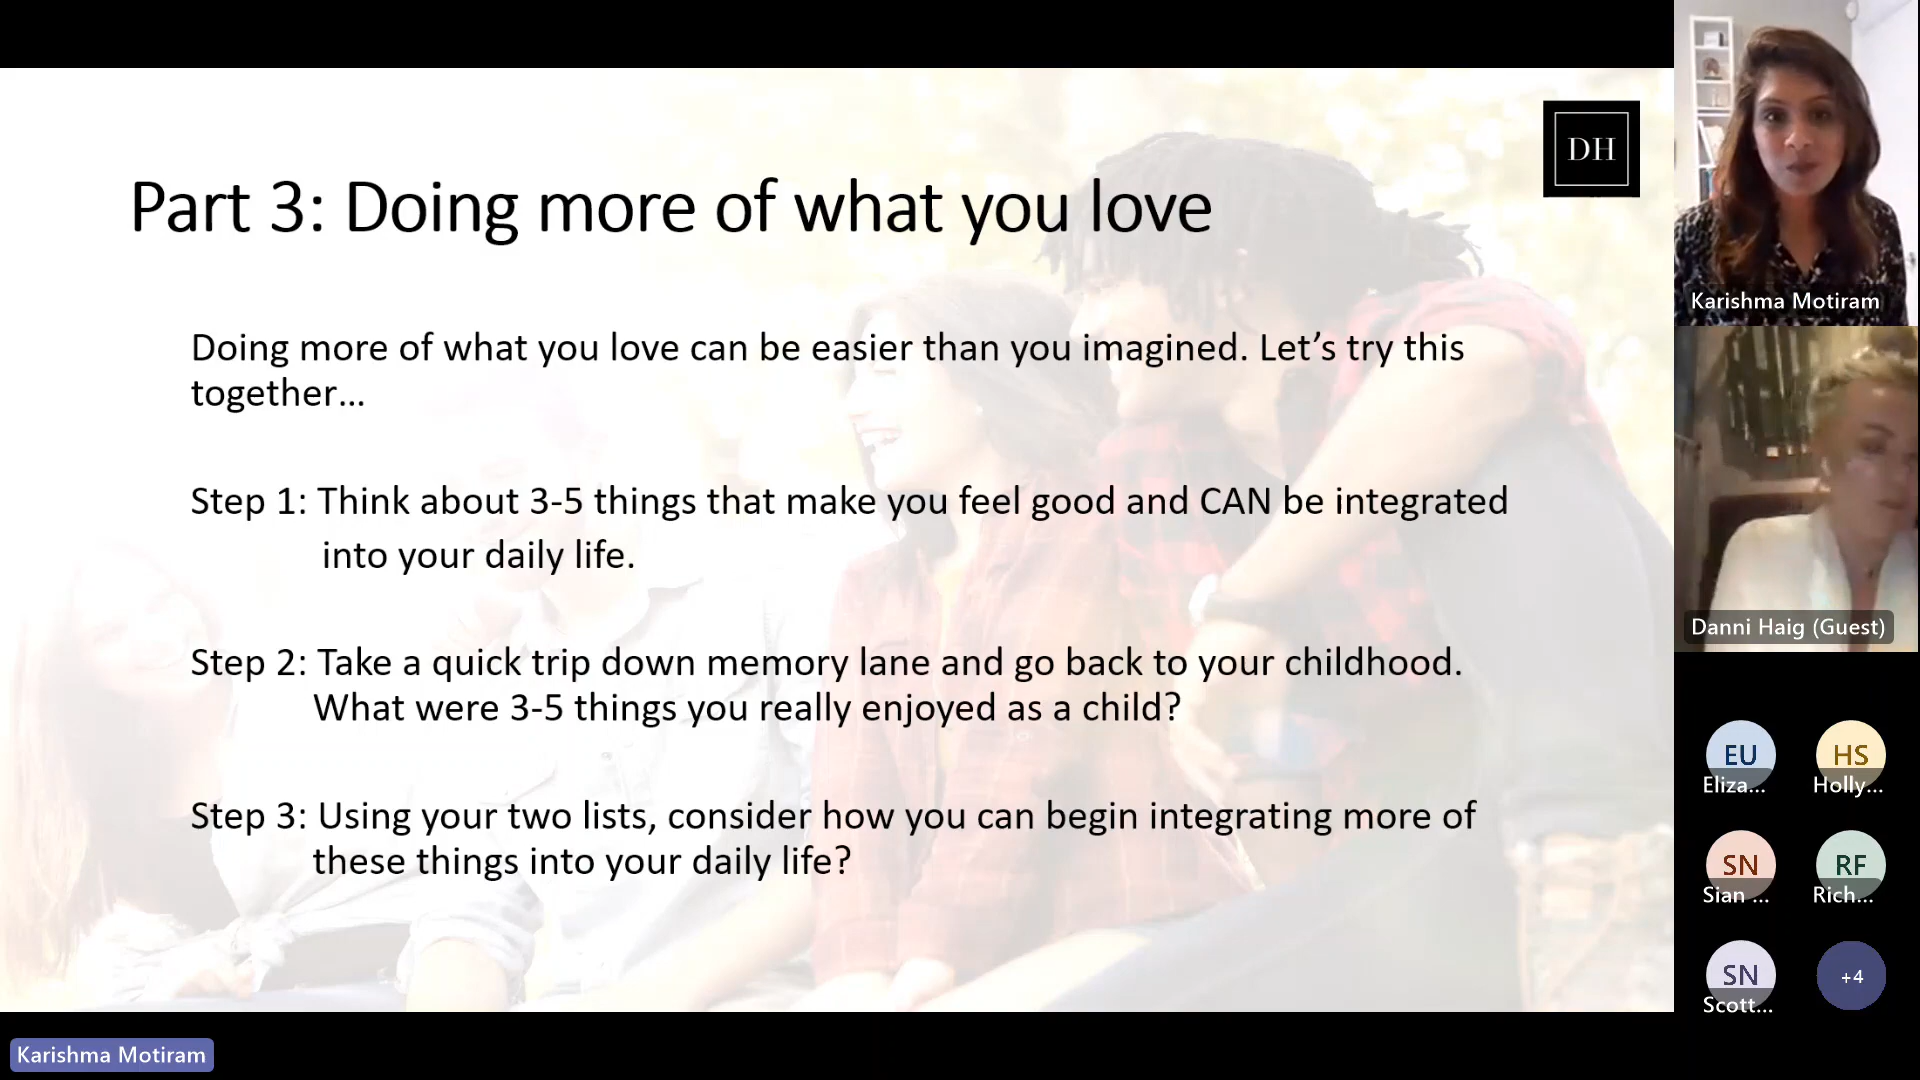 DH
Part 3: Doing more of what you love
Doing more of what you love can be easier than you imagined. Let’s try this
together…
Step 1: Think about 3-5 things that make you feel good and CAN be integrated
into your daily life.
Step 2: Take a quick trip down memory lane and go back to your childhood.
What were 3-5 things you really enjoyed as a child?
Step 3: Using your two lists, consider how you can begin integrating more of
these things into your daily life?
Karishma Motiram
Karishma Motiram
Danni Haig (Guest)
EU
Eliza...
HS
Holly...
SN
Sian ...
RF
Rich...
SN
Scott...
+4